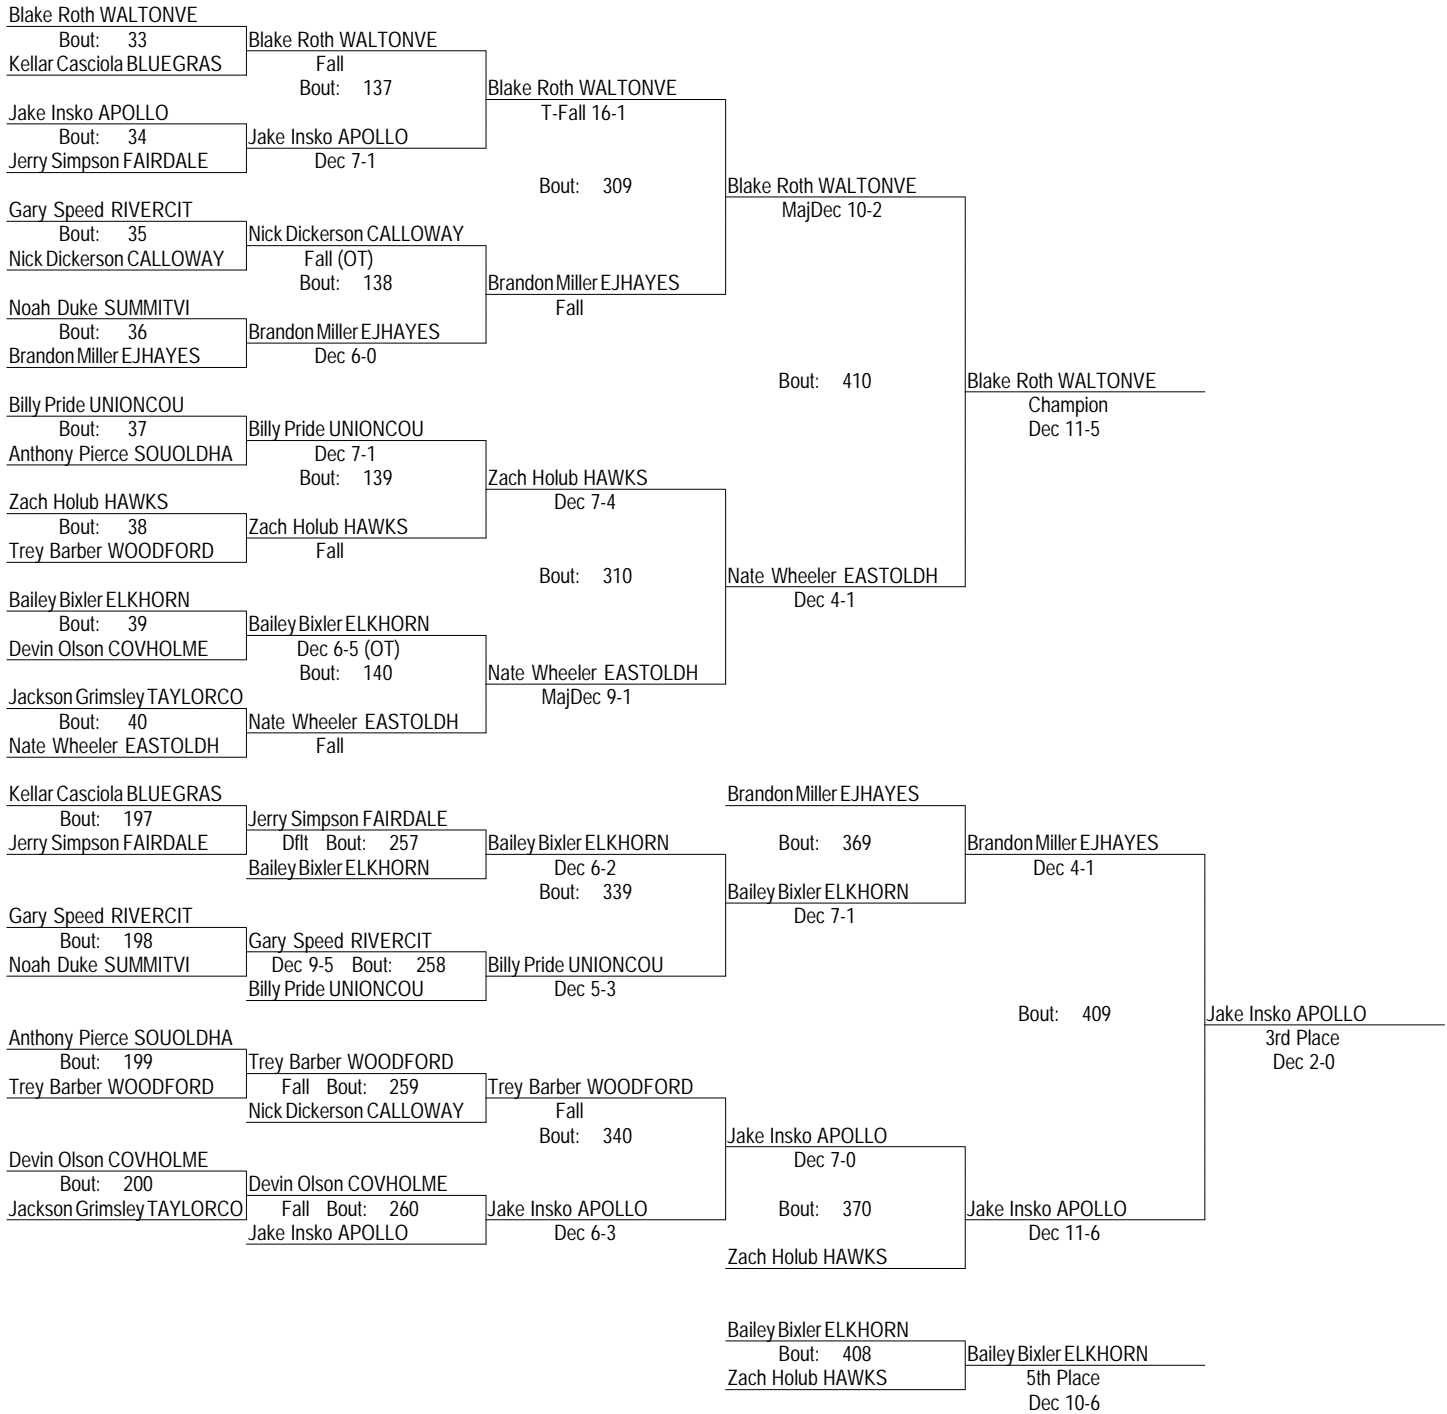 Blake Roth WALTONVE
Bout: 33
Blake Roth WALTONVE
Kellar Casciola BLUEGRAS
Fall
Bout: 137
Blake Roth WALTONVE
Jake Insko APOLLO
T-Fall 16-1
Bout: 34
Jake Insko APOLLO
Jerry Simpson FAIRDALE
Dec 7-1
Bout: 309
Blake Roth WALTONVE
Gary Speed RIVERCIT
MajDec 10-2
Bout: 35
Nick Dickerson CALLOWAY
Nick Dickerson CALLOWAY
Fall (OT)
Bout: 138
Brandon Miller EJHAYES
Noah Duke SUMMITVI
Fall
Bout: 36
Brandon Miller EJHAYES
Brandon Miller EJHAYES
Dec 6-0
Bout: 410
Blake Roth WALTONVE
Billy Pride UNIONCOU
Champion
Bout: 37
Billy Pride UNIONCOU
Dec 11-5
Anthony Pierce SOUOLDHA
Dec 7-1
Bout: 139
Zach Holub HAWKS
Zach Holub HAWKS
Dec 7-4
Bout: 38
Zach Holub HAWKS
Trey Barber WOODFORD
Fall
Bout: 310
Nate Wheeler EASTOLDH
Bailey Bixler ELKHORN
Dec 4-1
Bout: 39
Bailey Bixler ELKHORN
Devin Olson COVHOLME
Dec 6-5 (OT)
Bout: 140
Nate Wheeler EASTOLDH
Jackson Grimsley TAYLORCO
MajDec 9-1
Bout: 40
Nate Wheeler EASTOLDH
Nate Wheeler EASTOLDH
Fall
Kellar Casciola BLUEGRAS
Brandon Miller EJHAYES
Bout: 197
Jerry Simpson FAIRDALE
Jerry Simpson FAIRDALE
Dflt Bout: 257
Bailey Bixler ELKHORN
Bout: 369
Brandon Miller EJHAYES
Bailey Bixler ELKHORN
Dec 6-2
Dec 4-1
Bout: 339
Bailey Bixler ELKHORN
Gary Speed RIVERCIT
Dec 7-1
Bout: 198
Gary Speed RIVERCIT
Noah Duke SUMMITVI
Dec 9-5 Bout: 258
Billy Pride UNIONCOU
Billy Pride UNIONCOU
Dec 5-3
Bout: 409
Jake Insko APOLLO
Anthony Pierce SOUOLDHA
3rd Place
Bout: 199
Trey Barber WOODFORD
Dec 2-0
Trey Barber WOODFORD
Fall Bout: 259
Trey Barber WOODFORD
Nick Dickerson CALLOWAY
Fall
Bout: 340
Jake Insko APOLLO
Devin Olson COVHOLME
Dec 7-0
Bout: 200
Devin Olson COVHOLME
Jackson Grimsley TAYLORCO
Fall Bout: 260
Jake Insko APOLLO
Bout: 370
Jake Insko APOLLO
Jake Insko APOLLO
Dec 6-3
Dec 11-6
Zach Holub HAWKS
Bailey Bixler ELKHORN
Bout: 408
Bailey Bixler ELKHORN
Zach Holub HAWKS
5th Place
Dec 10-6